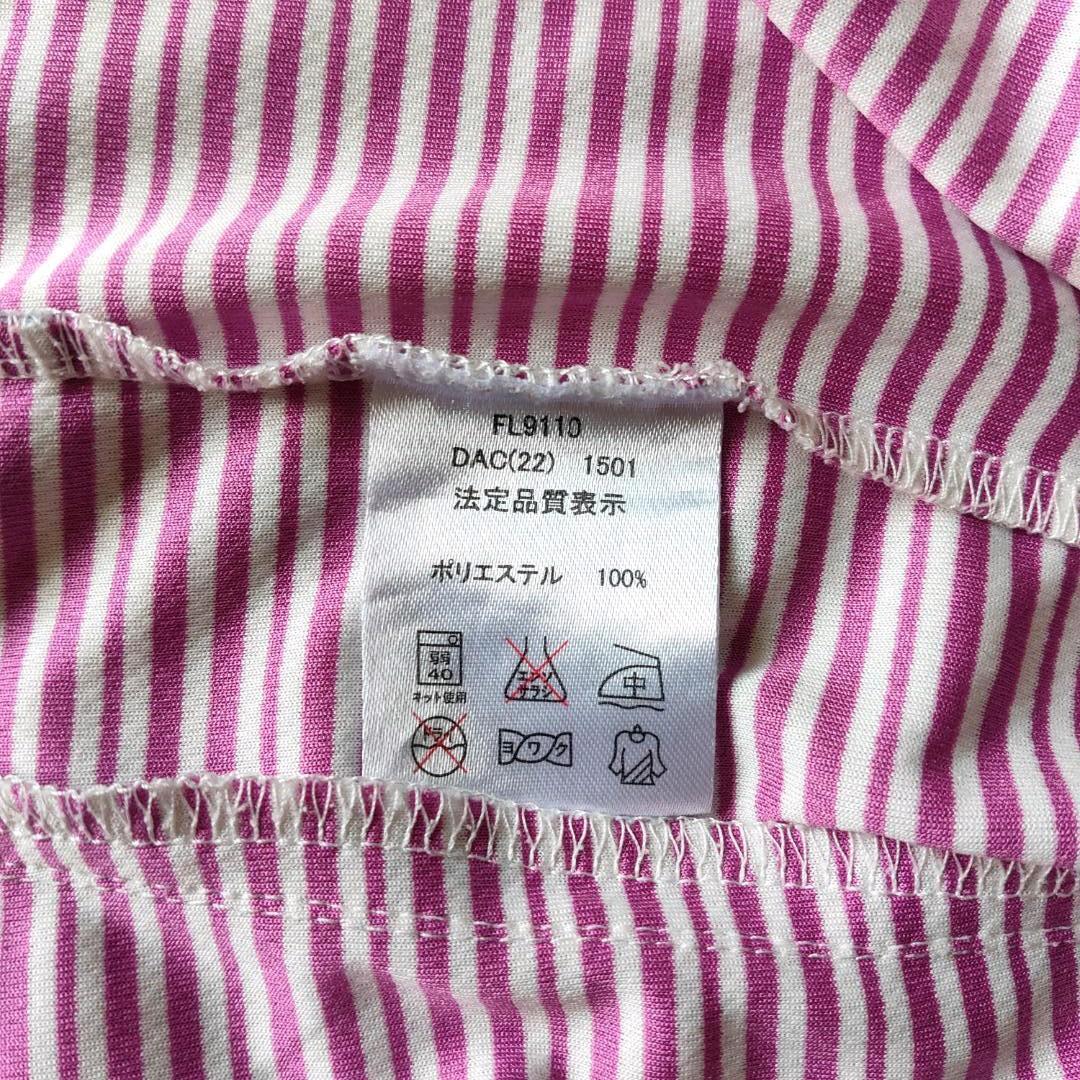 FL9110
DAC(22) 1501
法定品質表示
ポリエステル 100%
弱
40
ネット使用
エンソ
サラシ
中
ドライ
ヨワク